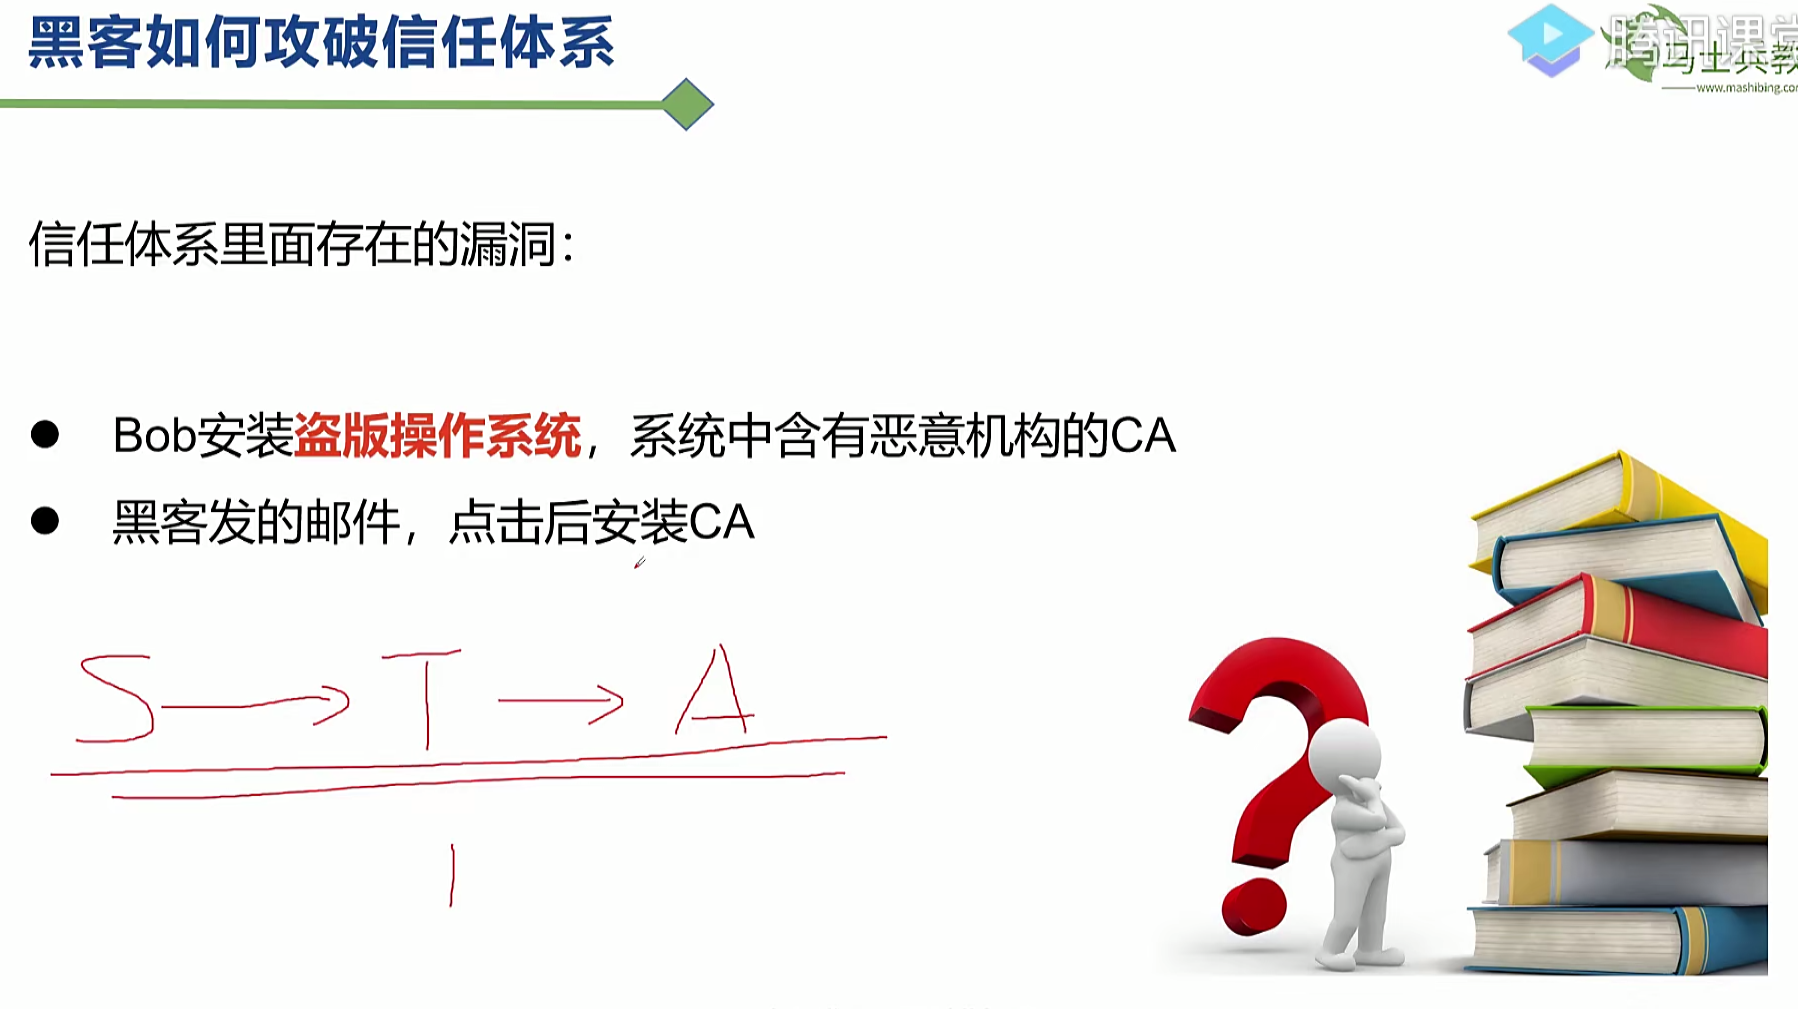 黑客如何攻破信任体系
腾讯课堂
马士兵教
www.mashibing.com
信任体系里面存在的漏洞：
● Bob安装盗版操作系统，系统中含有恶意机构的CA
● 黑客发的邮件，点击后安装CA
S → T → A